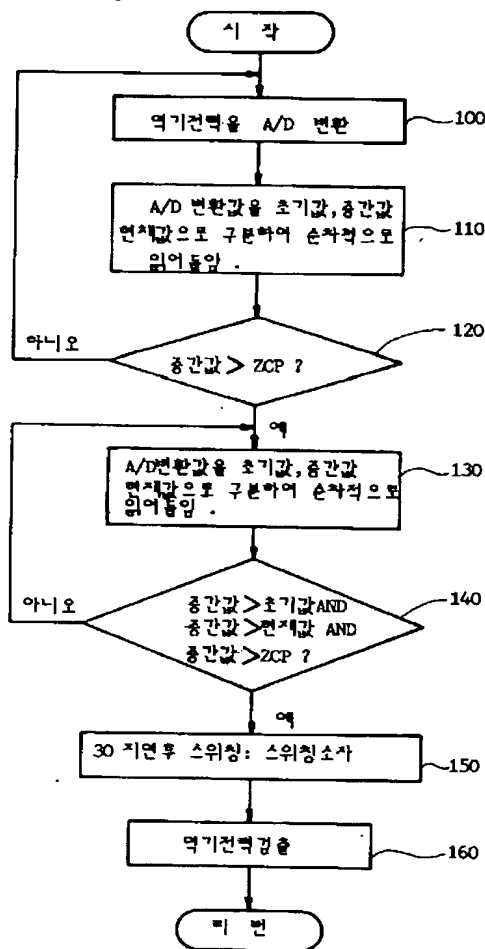 시 작
역기전력을 A/D 변환
100
A/D 변환값을 초기값,중간값
현재값으로 구분하여 순차적으로
읽어들임 .
110
아니오
중간값 > ZCP ?
120
예
A/D변환값을 초기값,중간값
현재값으로 구분하여 순차적으로
읽어들임 .
130
아니오
중간값>초기값AND
중간값>현재값 AND
중간값>ZCP ?
140
예
30 지연후 스위칭: 스위칭소자
150
역기전력검출
160
리 턴